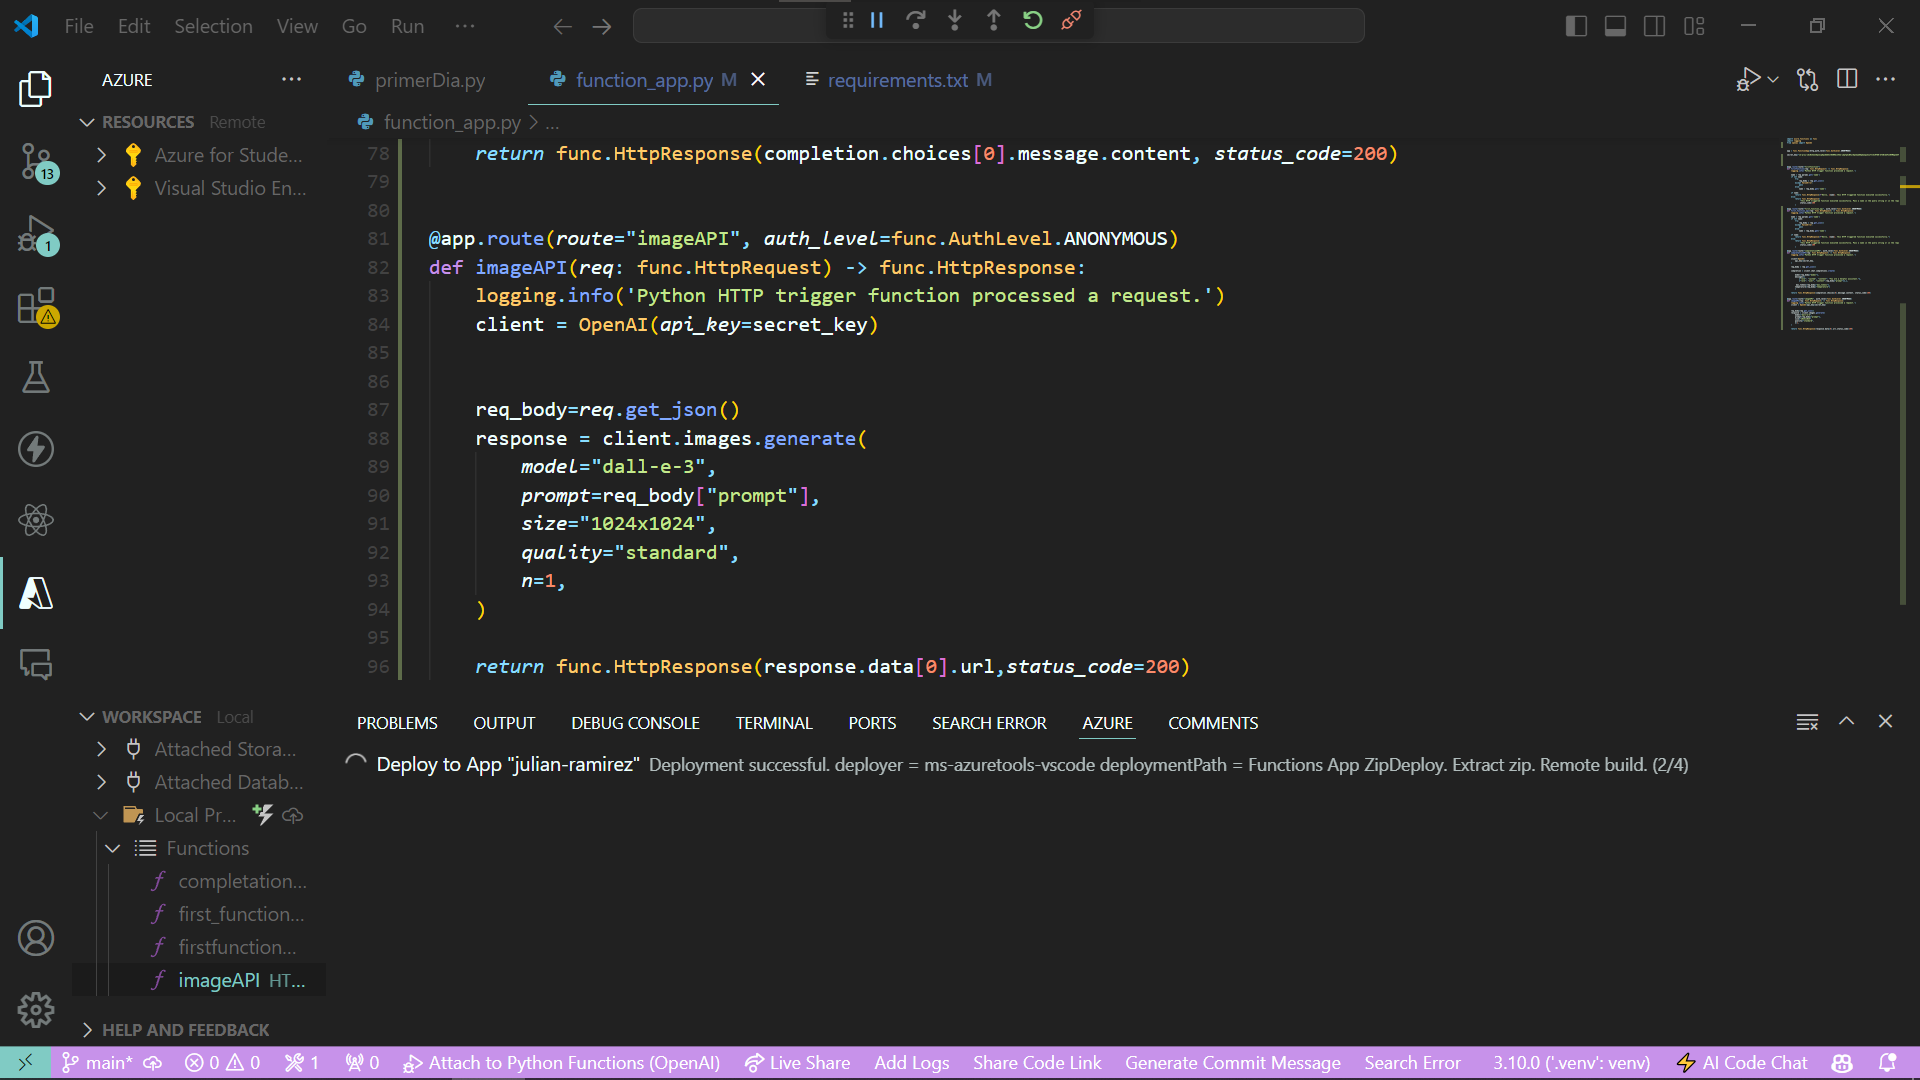 File Edit Selection View Go Run ···
AZURE
primerDia.py
function_app.py M
requirements.txt M
RESOURCES Remote
function_app.py > ...
Azure for Stude...
Visual Studio En...
13
1
78 return func.HttpResponse(completion.choices[0].message.content, status_code=200)
79
80
81 @app.route(route="imageAPI", auth_level=func.AuthLevel.ANONYMOUS)
82 def imageAPI(req: func.HttpRequest) -> func.HttpResponse:
83 logging.info('Python HTTP trigger function processed a request.')
84 client = OpenAI(api_key=secret_key)
85
86
87 req_body=req.get_json()
88 response = client.images.generate(
89 model="dall-e-3",
90 prompt=req_body["prompt"],
91 size="1024x1024",
92 quality="standard",
93 n=1,
94 )
95
96 return func.HttpResponse(response.data[0].url,status_code=200)
WORKSPACE Local
Attached Stora...
Attached Datab...
Local Pr...
Functions
completation...
first_function...
firstfunction...
imageAPI HT...
HELP AND FEEDBACK
PROBLEMS OUTPUT DEBUG CONSOLE TERMINAL PORTS SEARCH ERROR AZURE COMMENTS
Deploy to App "julian-ramirez" Deployment successful. deployer = ms-azuretools-vscode deploymentPath = Functions App ZipDeploy. Extract zip. Remote build. (2/4)
main* 0 0 1 0 Attach to Python Functions (OpenAI) Live Share Add Logs Share Code Link Generate Commit Message Search Error 3.10.0 ('.venv': venv) AI Code Chat